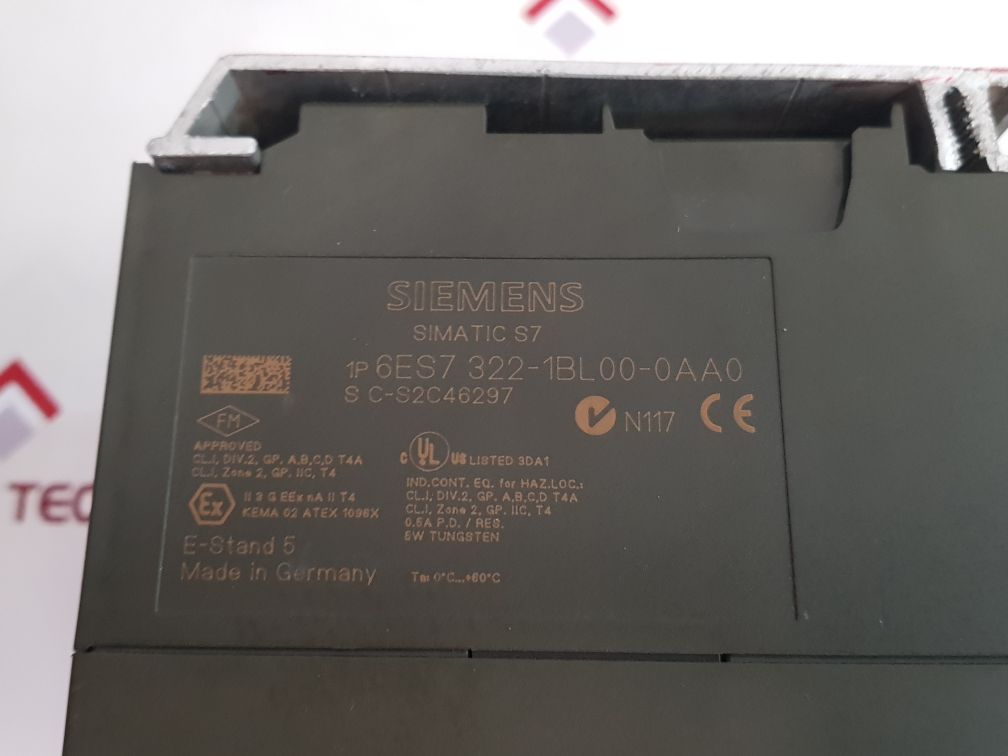 SIEMENS
SIMATIC S7
1P 6ES7 322-1BL00-0AA0
S C-S2C46297
N117 CE
FM
APPROVED
CL.I, DIV.2, GP. A,B,C,D T4A
CL.I, Zone 2, GP. IIC, T4
Ex
II 3 G EEx nA II T4
KEMA 02 ATEX 1096X
E-Stand 5
Made in Germany
C UL US LISTED 3DA1
IND.CONT. EQ. for HAZ.LOC.:
CL.I, DIV.2, GP. A,B,C,D T4A
CL.I, Zone 2, GP. IIC, T4
0.5A P.D. / RES.
5W TUNGSTEN
Ta: 0°C...+60°C
TEC